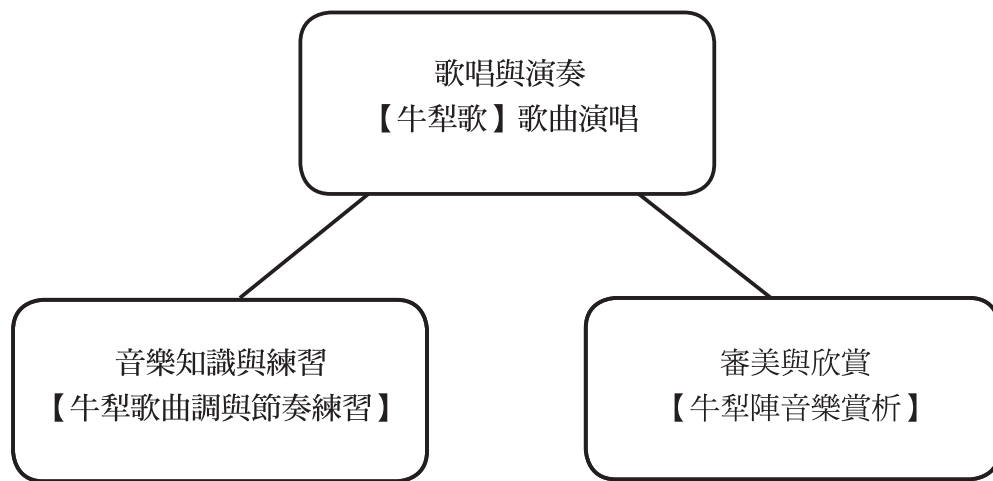 歌唱與演奏
【牛犁歌】歌曲演唱
音樂知識與練習
【牛犁歌曲調與節奏練習】
審美與欣賞
【牛犁陣音樂賞析】